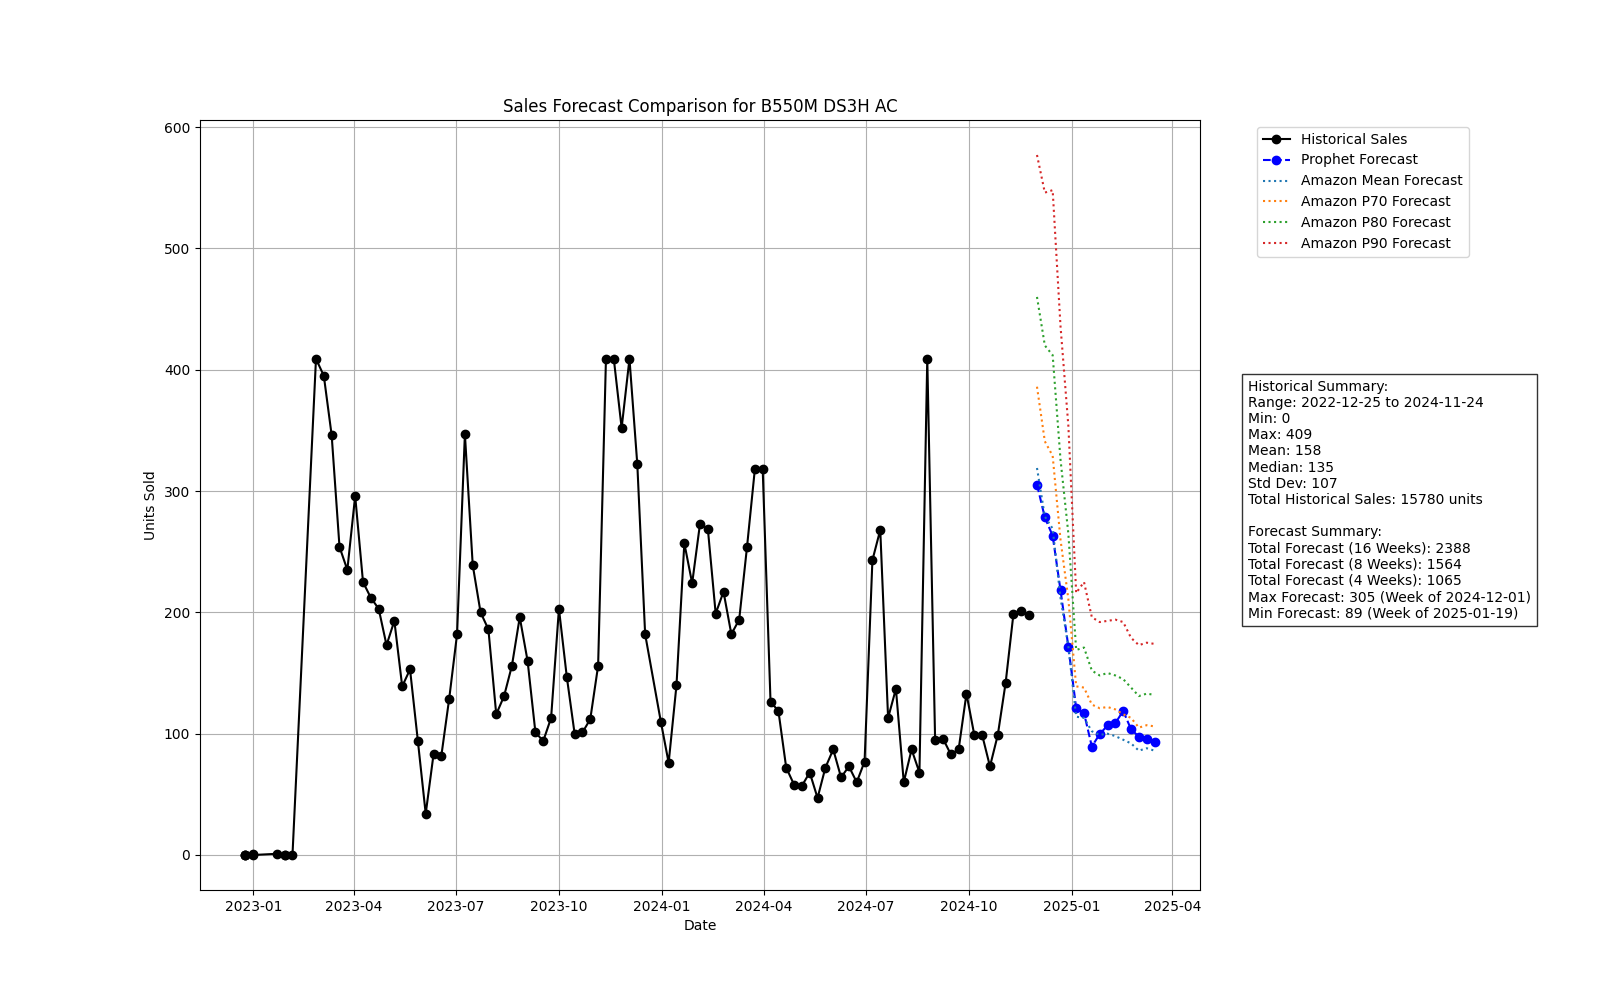 Sales Forecast Comparison for B550M DS3H AC
600
500
400
300
200
100
0
Units Sold
2023-01
2023-04
2023-07
2023-10
2024-01
2024-04
2024-07
2024-10
2025-01
2025-04
Date
Historical Sales
Prophet Forecast
Amazon Mean Forecast
Amazon P70 Forecast
Amazon P80 Forecast
Amazon P90 Forecast
Historical Summary:
Range: 2022-12-25 to 2024-11-24
Min: 0
Max: 409
Mean: 158
Median: 135
Std Dev: 107
Total Historical Sales: 15780 units
Forecast Summary:
Total Forecast (16 Weeks): 2388
Total Forecast (8 Weeks): 1564
Total Forecast (4 Weeks): 1065
Max Forecast: 305 (Week of 2024-12-01)
Min Forecast: 89 (Week of 2025-01-19)